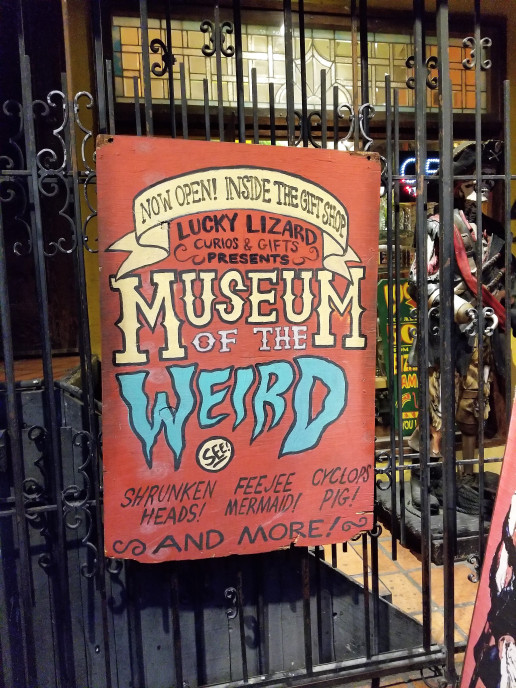 NOW OPEN! INSIDE THE GIFT SHOP
LUCKY LIZARD
CURIOS & GIFTS
PRESENTS
MUSEUM
OF THE
WEIRD
SEE!
SHRUNKEN HEADS!
FEEJEE MERMAID!
CYCLOPS PIG!
AND MORE!